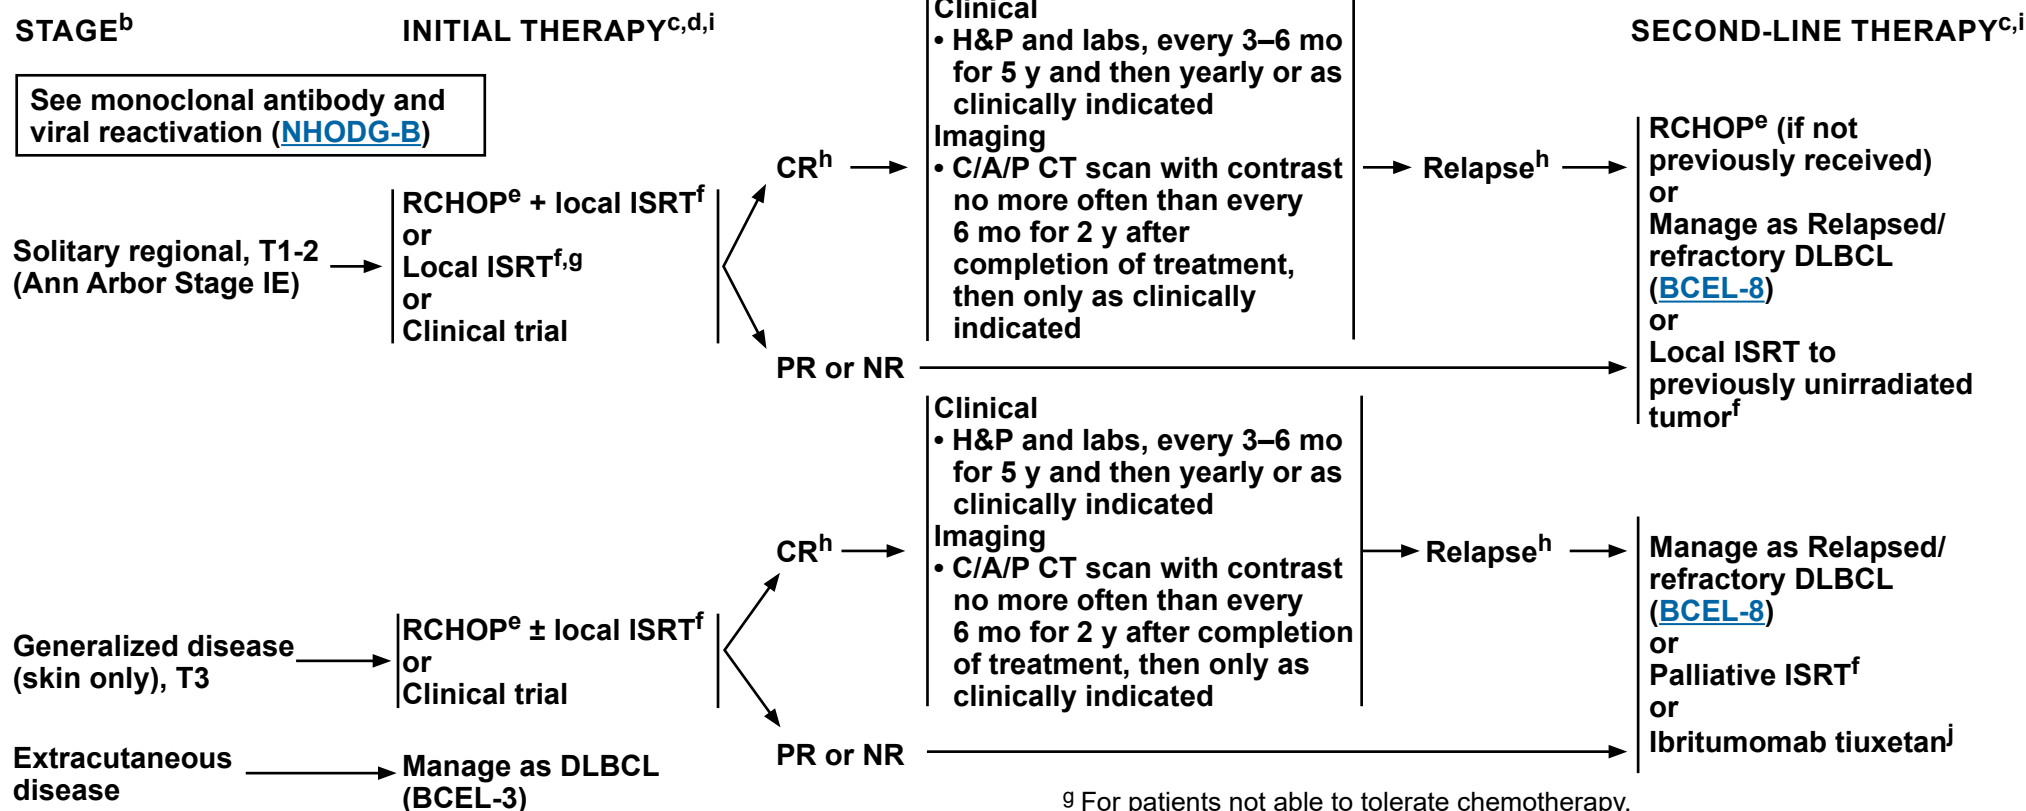 STAGEb
INITIAL THERAPYc,d,i
SECOND-LINE THERAPYc,i
See monoclonal antibody and
viral reactivation (NHODG-B)
Solitary regional, T1-2
(Ann Arbor Stage IE)
RCHOPe + local ISRTf
or
Local ISRTf,g
or
Clinical trial
CRh
PR or NR
Clinical
• H&P and labs, every 3–6 mo
for 5 y and then yearly or as
clinically indicated
Imaging
• C/A/P CT scan with contrast
no more often than every
6 mo for 2 y after
completion of treatment,
then only as clinically
indicated
Relapseh
RCHOPe (if not
previously received)
or
Manage as Relapsed/
refractory DLBCL
(BCEL-8)
or
Local ISRT to
previously unirradiated
tumorf
Generalized disease
(skin only), T3
RCHOPe ± local ISRTf
or
Clinical trial
CRh
PR or NR
Clinical
• H&P and labs, every 3–6 mo
for 5 y and then yearly or as
clinically indicated
Imaging
• C/A/P CT scan with contrast
no more often than every
6 mo for 2 y after completion
of treatment, then only as
clinically indicated
Relapseh
Manage as Relapsed/
refractory DLBCL
(BCEL-8)
or
Palliative ISRTf
or
Ibritumomab tiuxetanj
Extracutaneous
disease
Manage as DLBCL
(BCEL-3)
g For patients not able to tolerate chemotherapy.